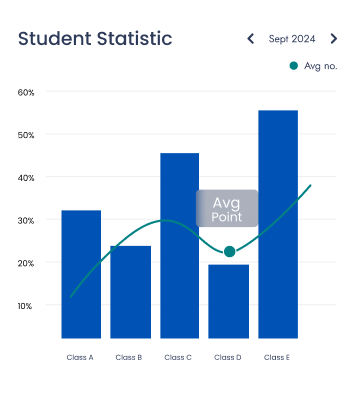 Student Statistic
Sept 2024
Avg no.
60%
50%
40%
Avg
Point
30%
20%
10%
Class A Class B Class C Class D Class E